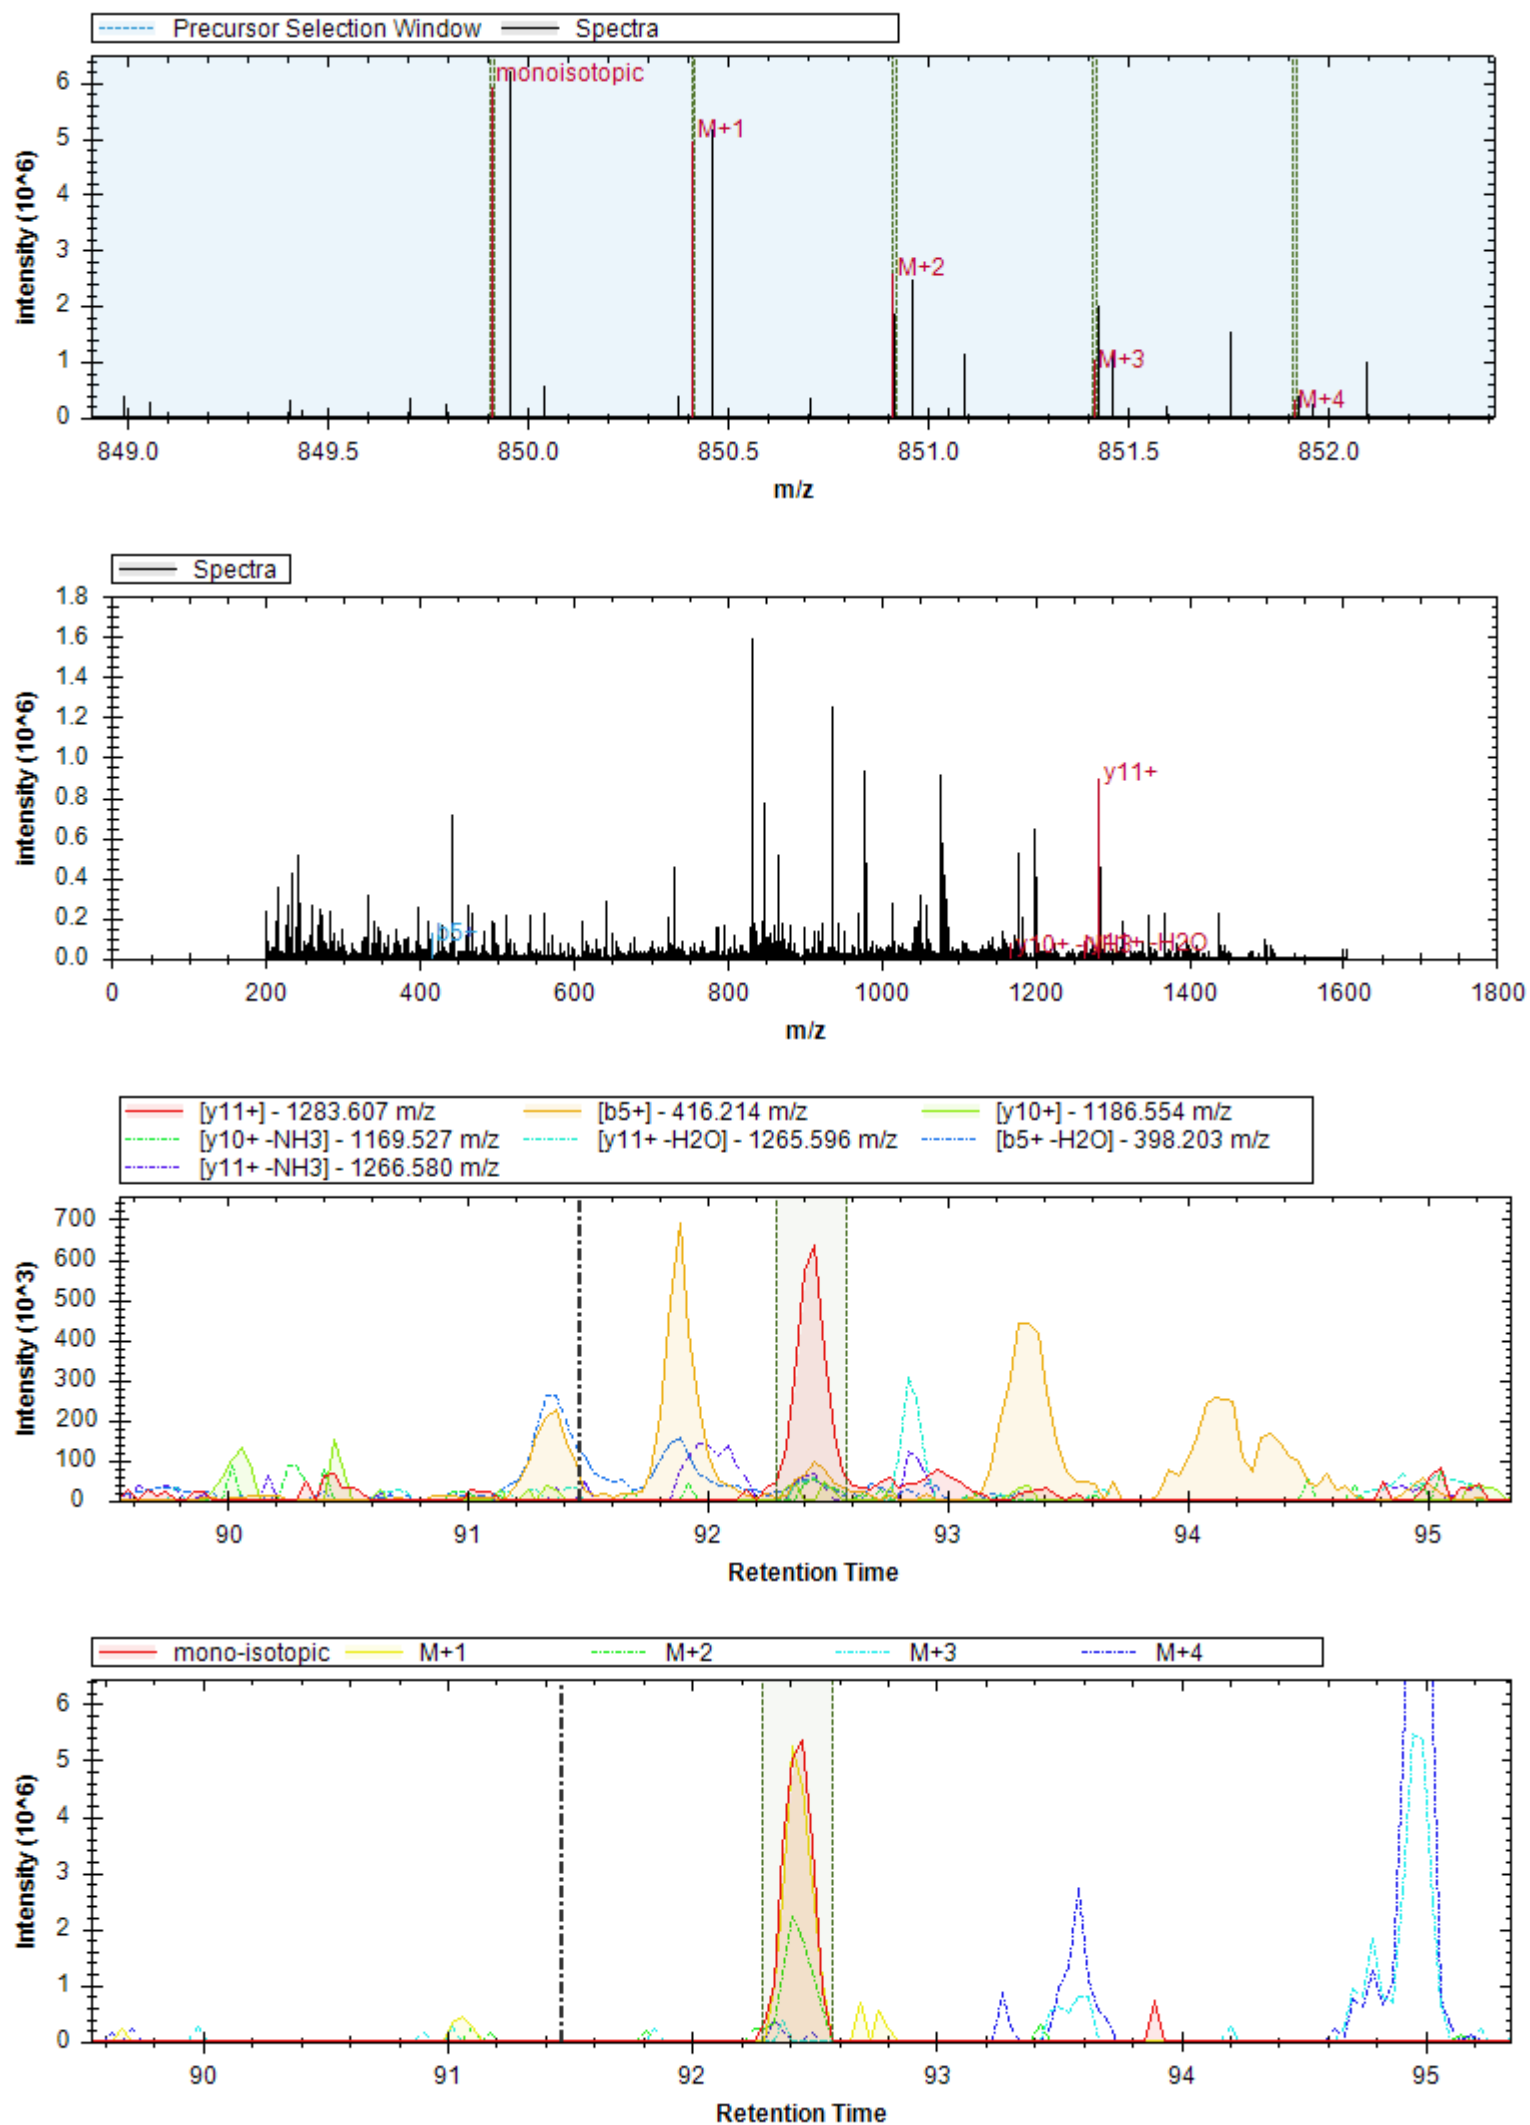 Precursor Selection Window Spectra
intensity (10^6)
6
5
4
3
2
1
0
monoisotopic
M+1
M+2
M+3
M+4
849.0 849.5 850.0 850.5 851.0 851.5 852.0
m/z
Spectra
intensity (10^6)
1.8
1.6
1.4
1.2
1.0
0.8
0.6
0.4
0.2
0.0
y11+
b5+
y10+ -NH3
-H2O
0 200 400 600 800 1000 1200 1400 1600 1800
m/z
[y11+] - 1283.607 m/z [b5+] - 416.214 m/z [y10+] - 1186.554 m/z
[y10+ -NH3] - 1169.527 m/z [y11+ -H2O] - 1265.596 m/z [b5+ -H2O] - 398.203 m/z
[y11+ -NH3] - 1266.580 m/z
Intensity (10^3)
700
600
500
400
300
200
100
0
90 91 92 93 94 95
Retention Time
mono-isotopic M+1 M+2 M+3 M+4
Intensity (10^6)
6
5
4
3
2
1
0
90 91 92 93 94 95
Retention Time